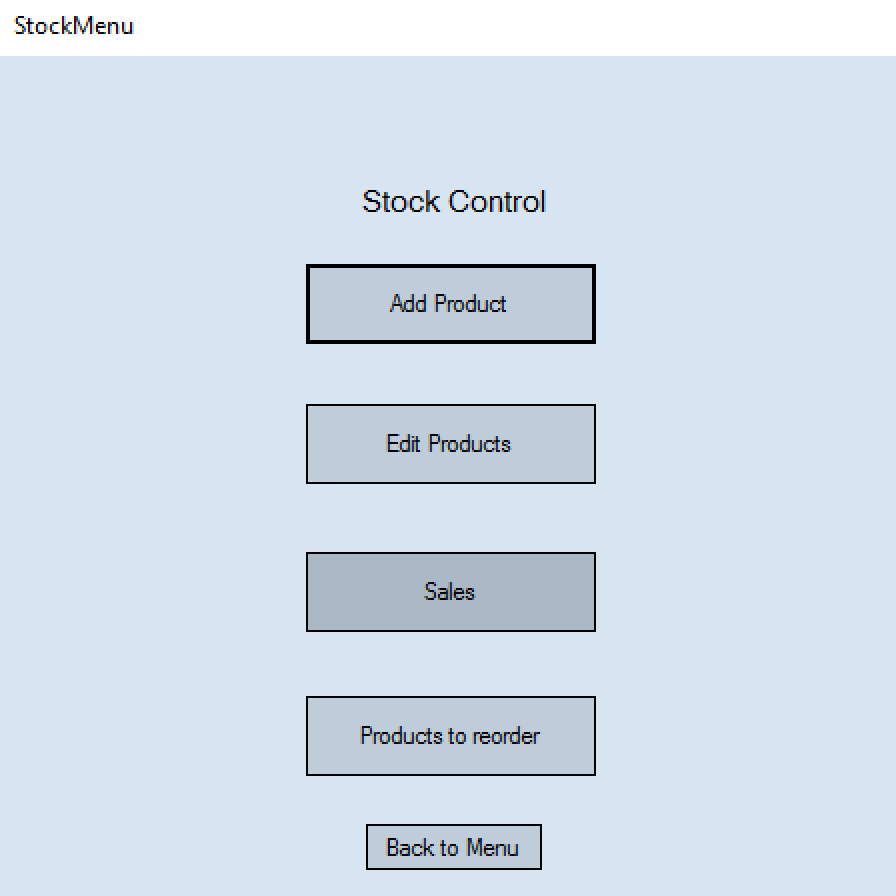 StockMenu
Stock Control
Add Product
Edit Products
Sales
Products to reorder
Back to Menu